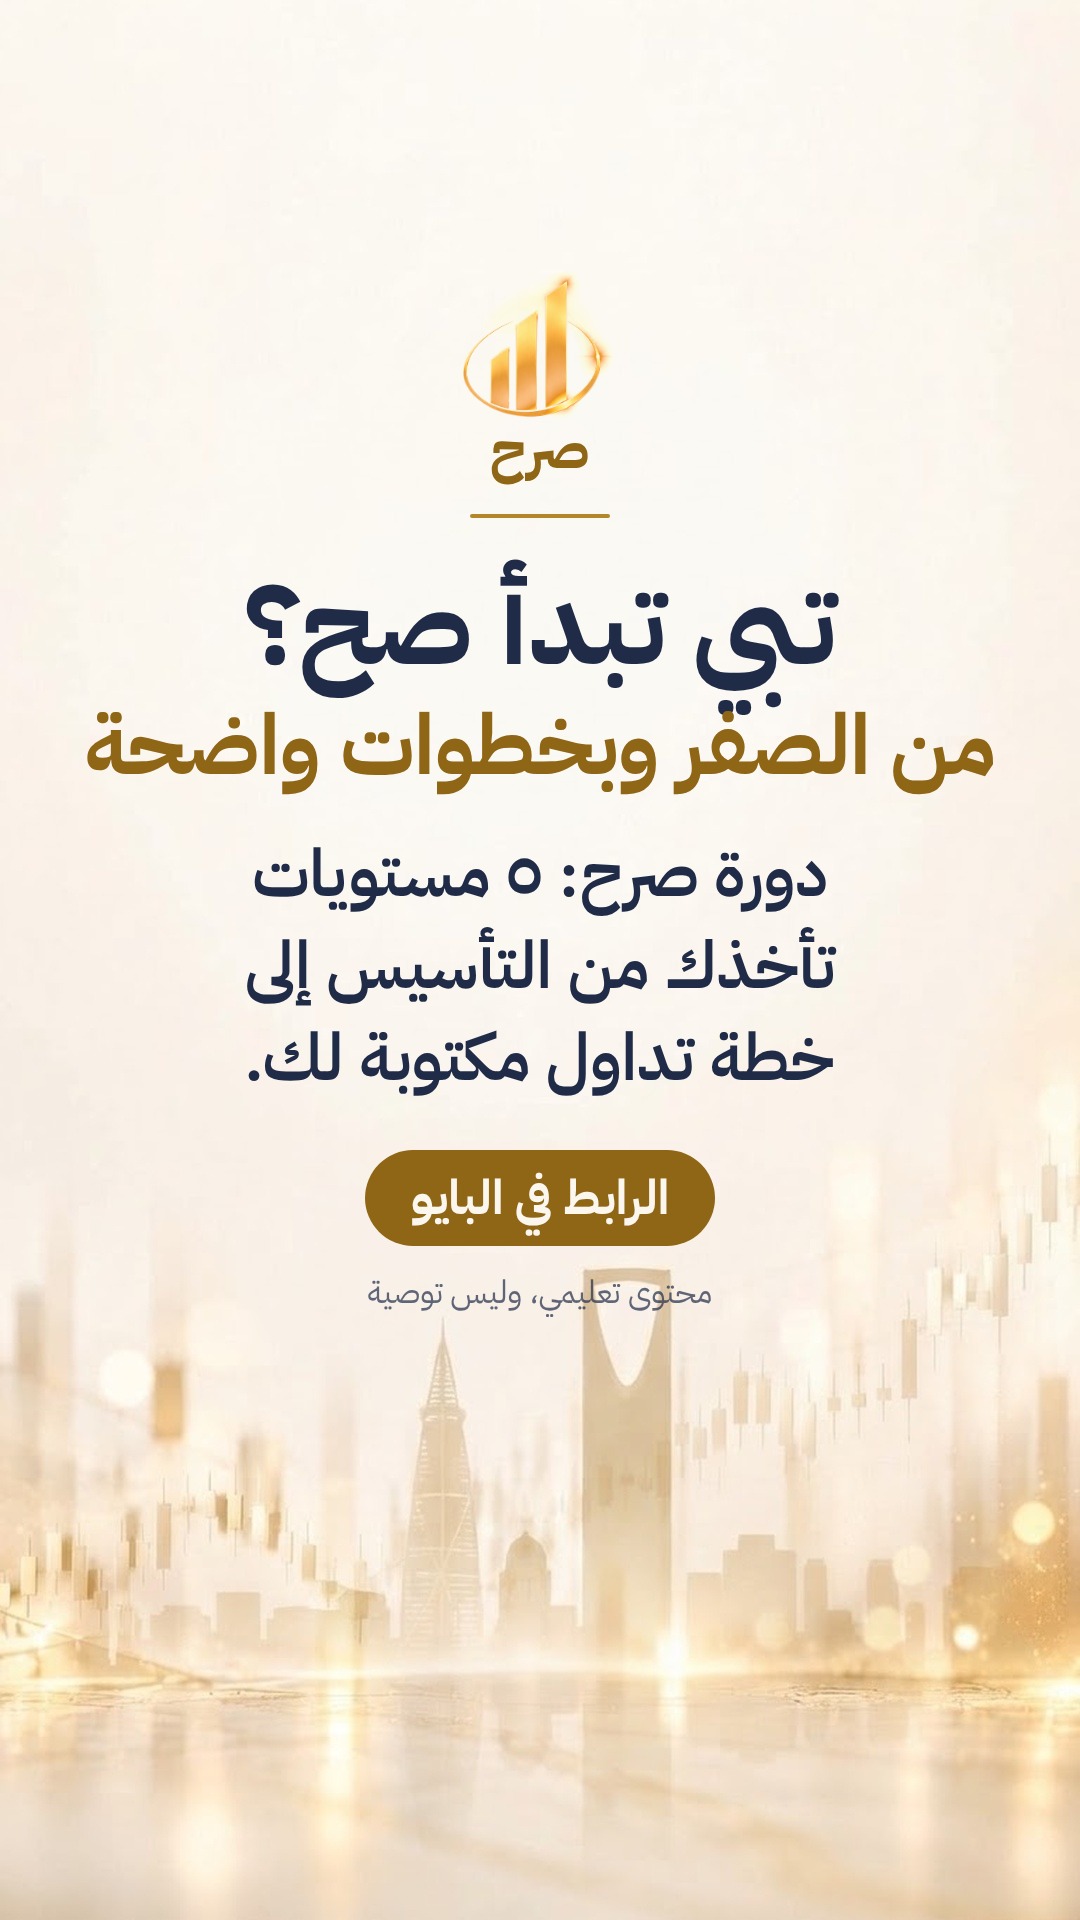 صرح
تبي تبدأ صح؟
من الصفر وبخطوات واضحة
دورة صرح: ٥ مستويات
تأخذك من التأسيس إلى
خطة تداول مكتوبة لك.
الرابط في البايو
محتوى تعليمي، وليس توصية